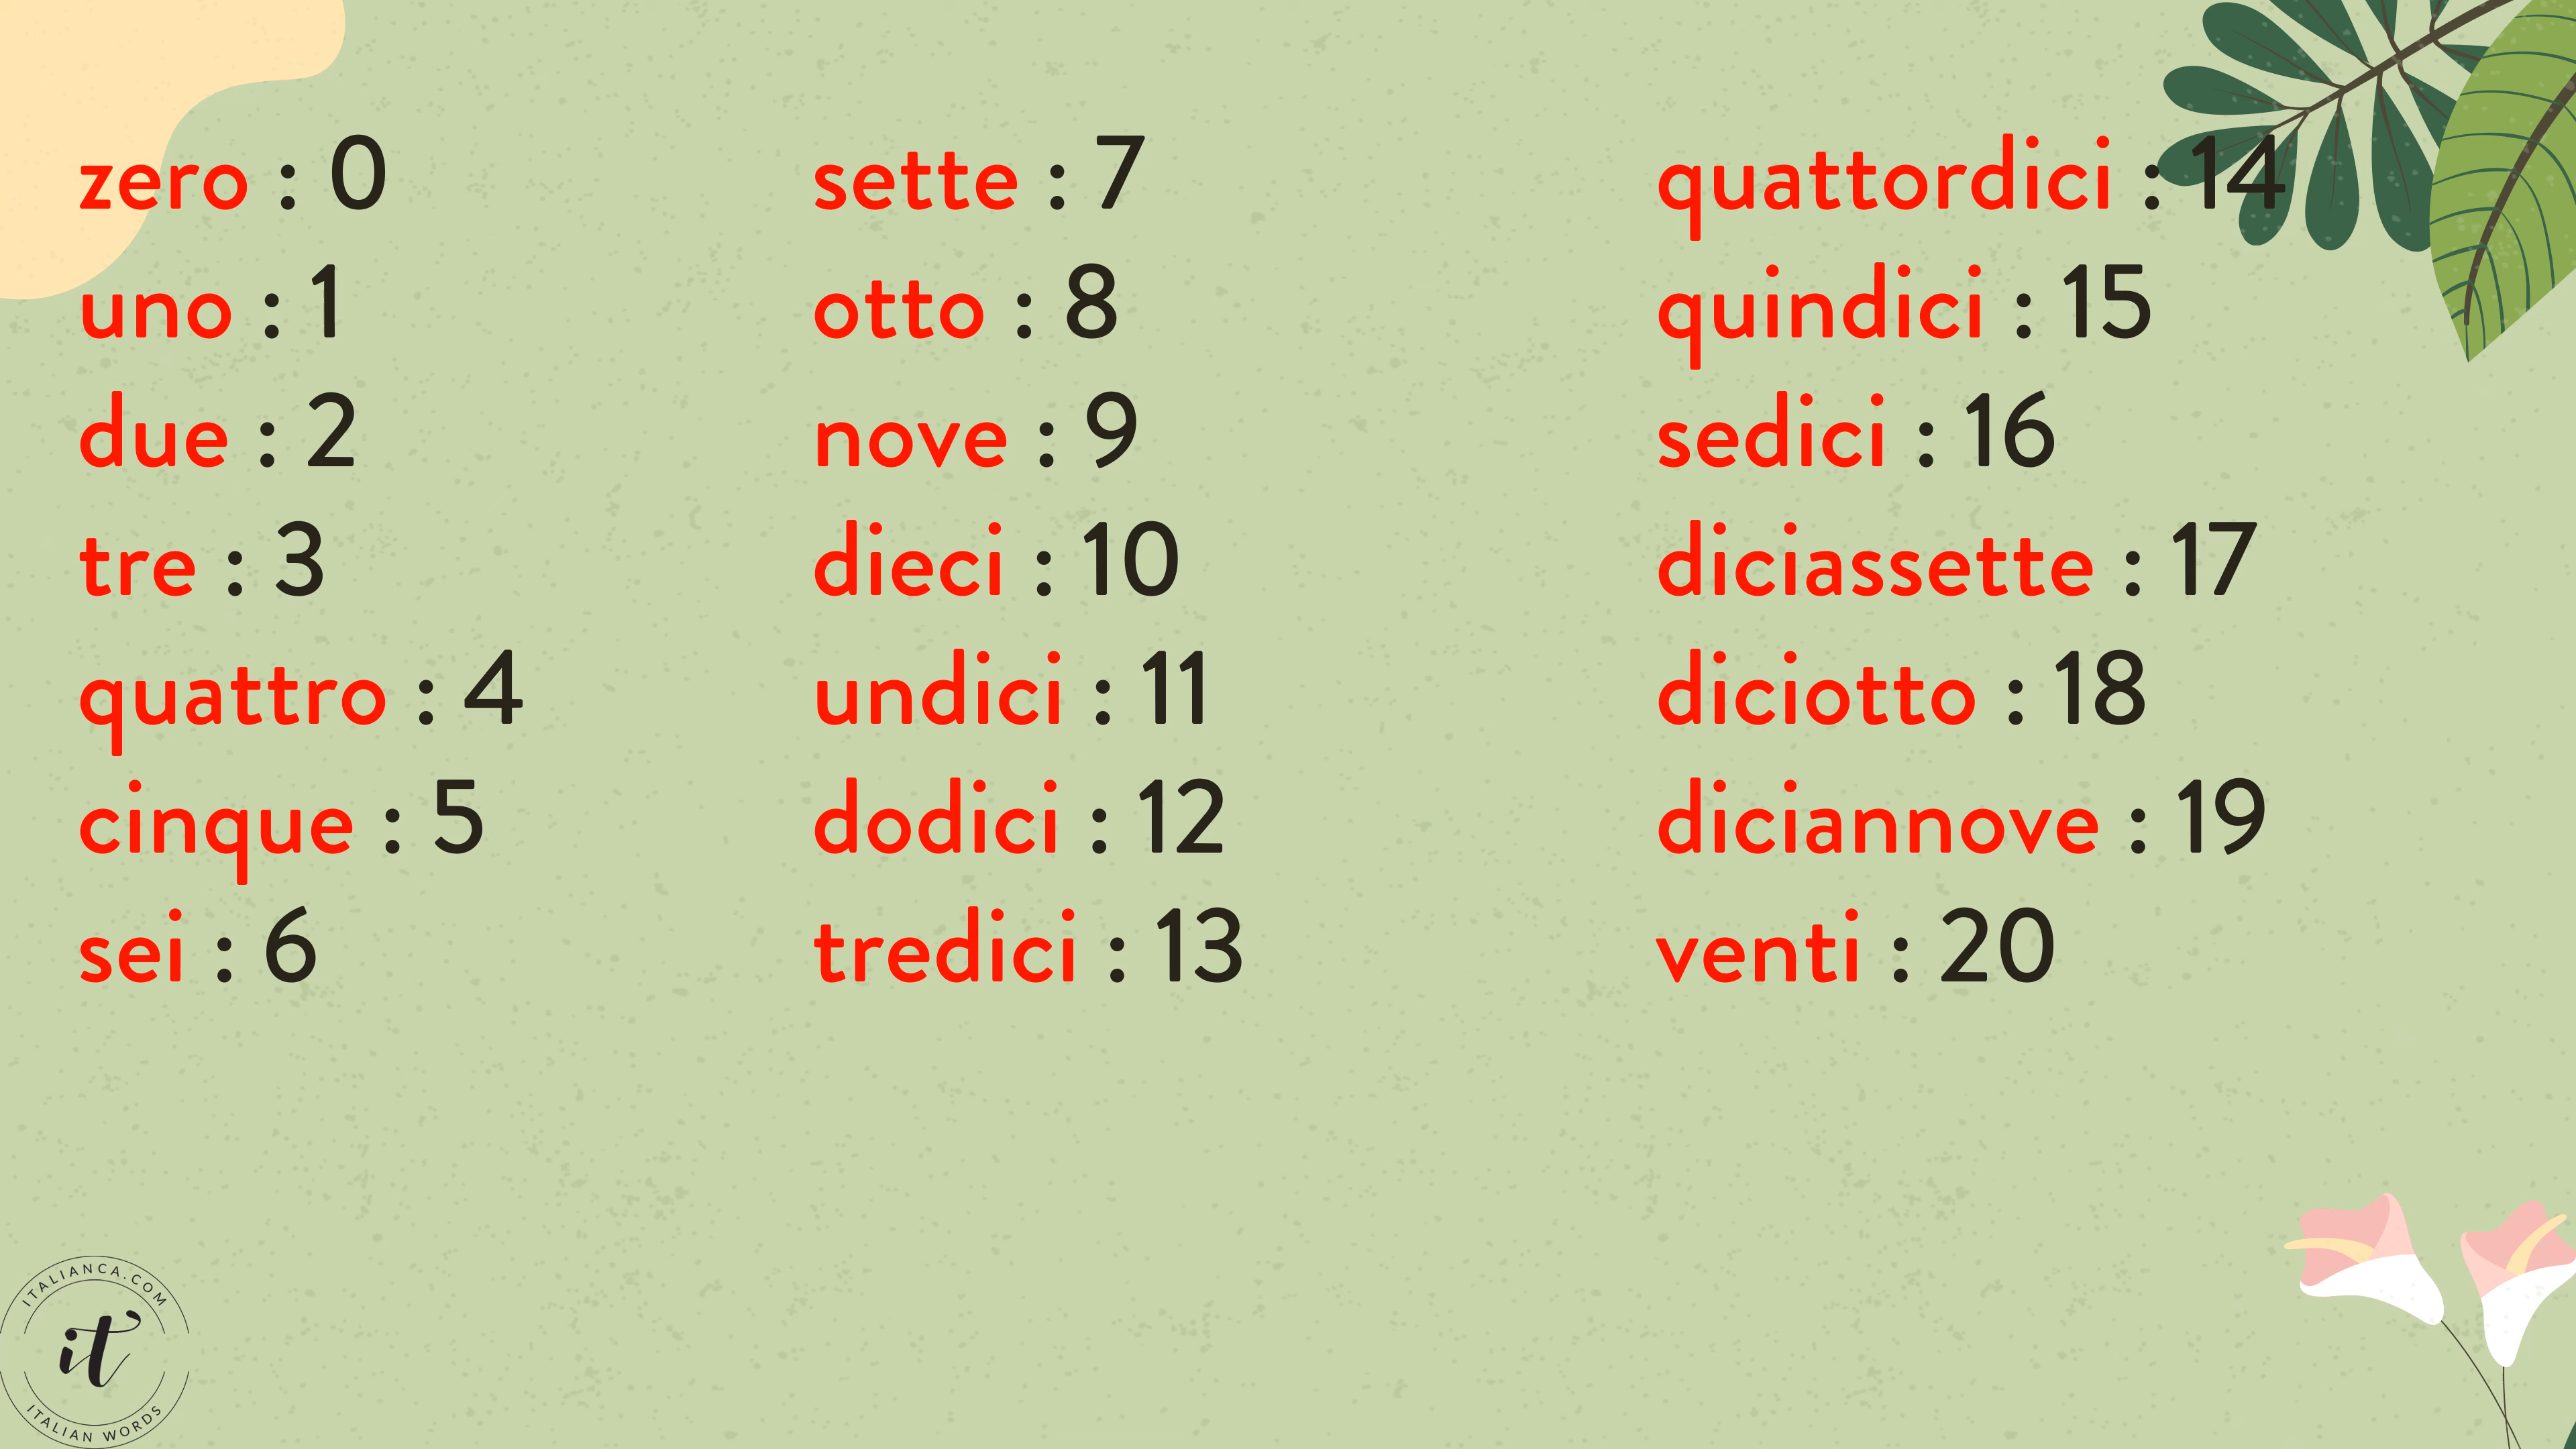 zero : 0
uno : 1
due : 2
tre : 3
quattro : 4
cinque : 5
sei : 6
sette : 7
otto : 8
nove : 9
dieci : 10
undici : 11
dodici : 12
tredici : 13
quattordici : 14
quindici : 15
sedici : 16
diciassette : 17
diciotto : 18
diciannove : 19
venti : 20
ITALIANCA.COM
it
ITALIAN WORDS